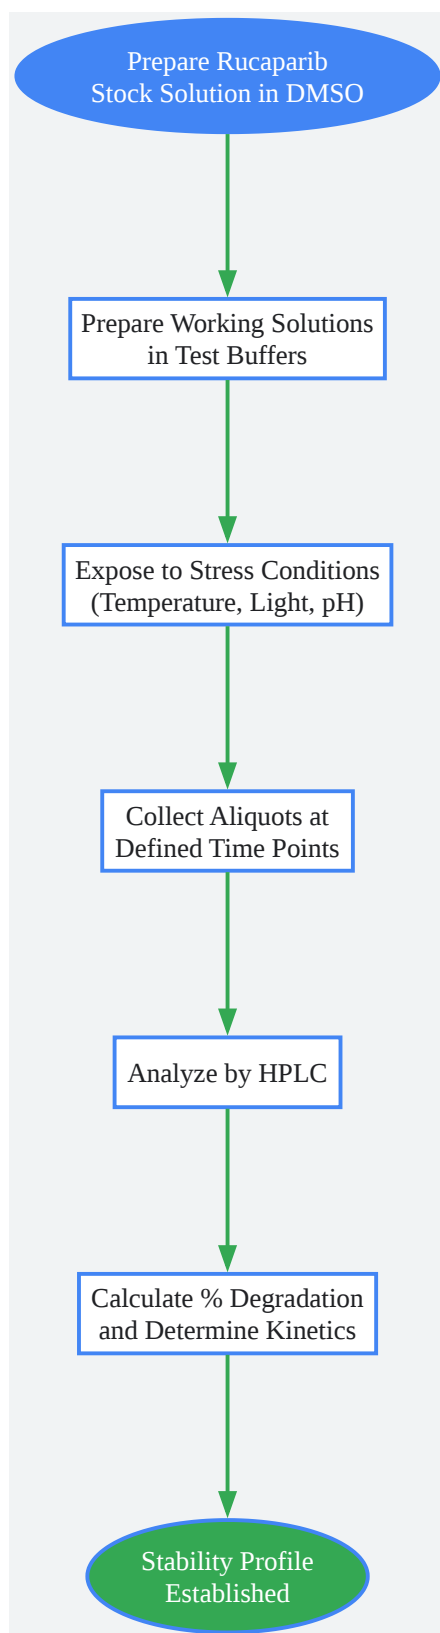 Prepare Rucaparib
Stock Solution in DMSO
Prepare Working Solutions
in Test Buffers
Expose to Stress Conditions
(Temperature, Light, pH)
Collect Aliquots at
Defined Time Points
Analyze by HPLC
Calculate % Degradation
and Determine Kinetics
Stability Profile
Established